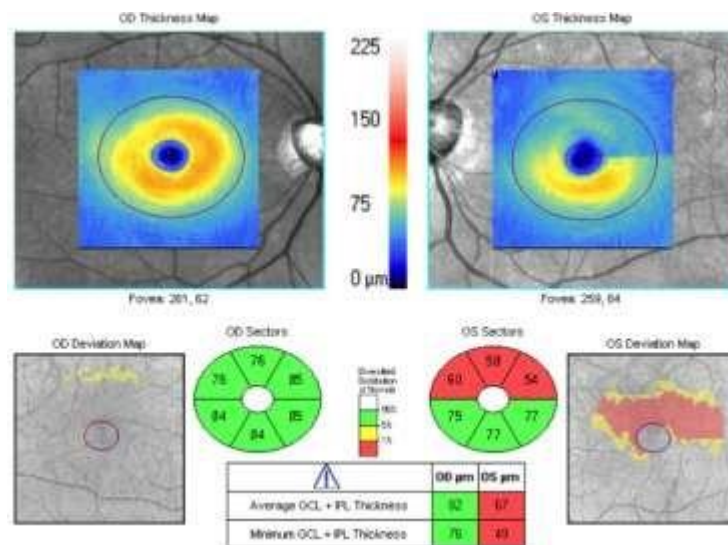 OD Thickness Map
OS Thickness Map
225
150
75
0 µm
Fovea: 261, 62
Fovea: 259, 64
OD Deviation Map
OD Sectors
OS Sectors
OS Deviation Map
76
76 85
84 85
84
Distribution
of Normals
95%
5%
1%
58
60 54
75 77
77
OD µm OS µm
Average GCL + IPL Thickness 82 67
Minimum GCL + IPL Thickness 76 49